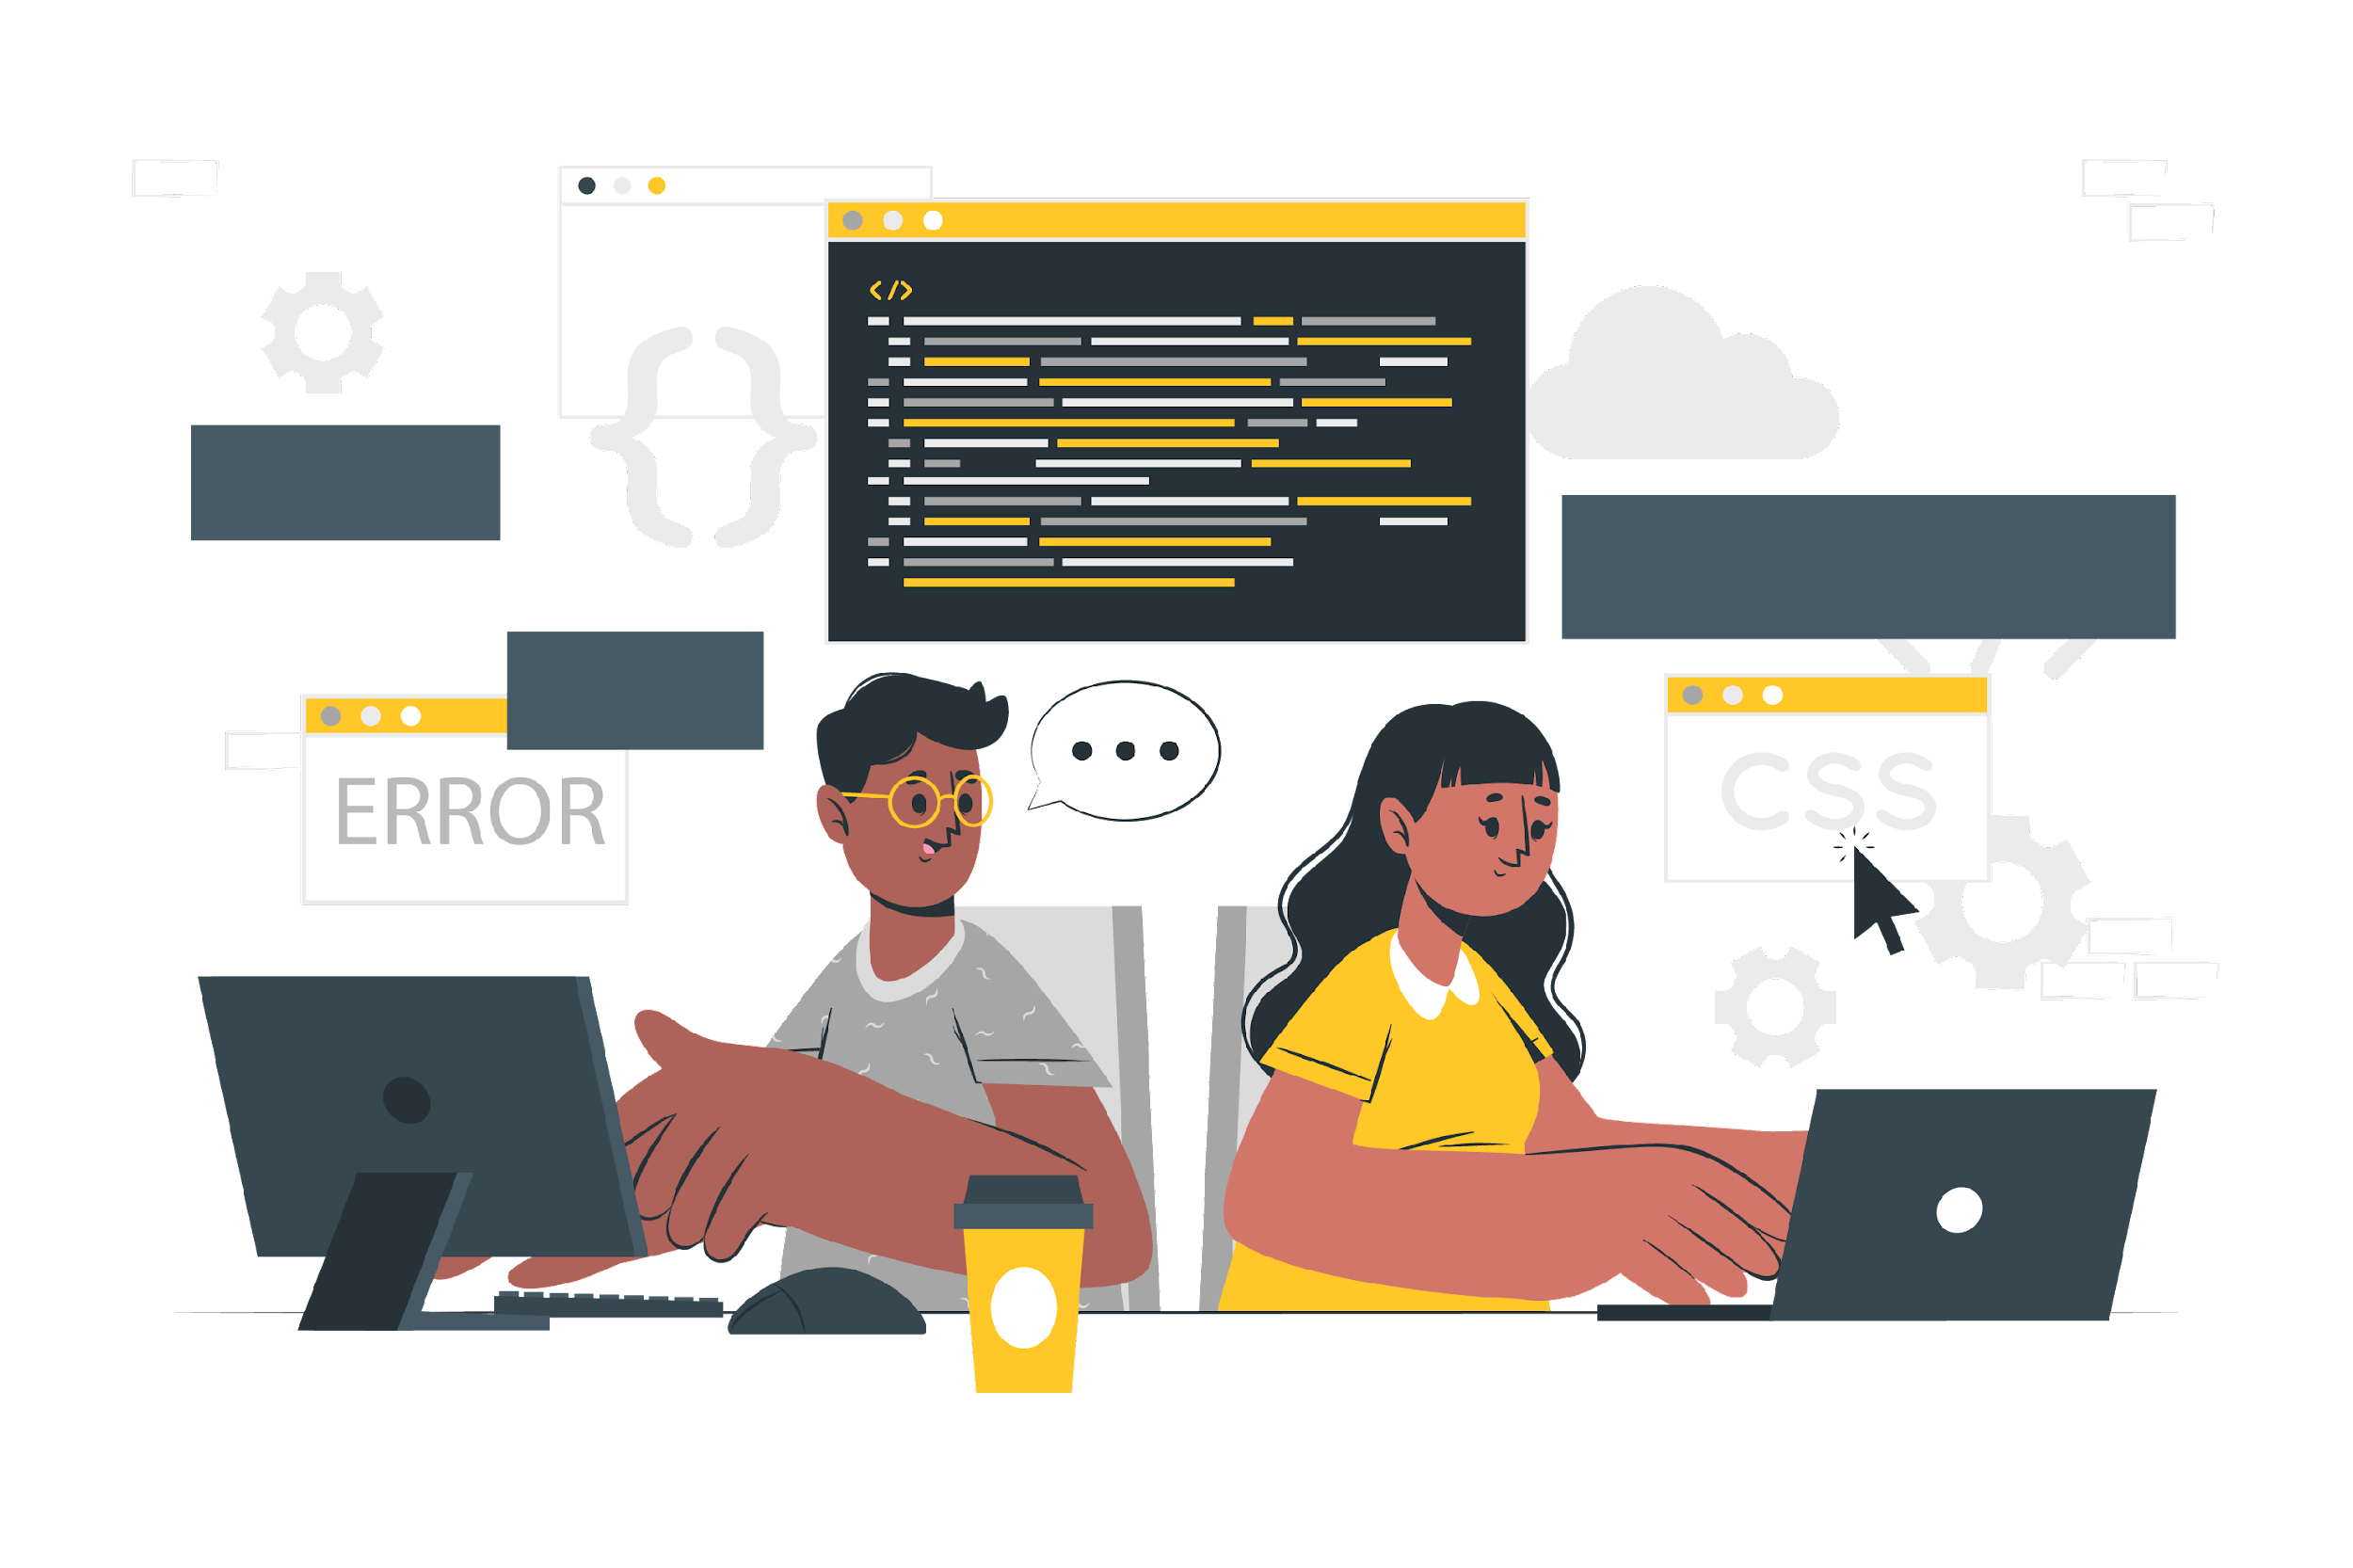 </>
{ }
ERROR
CSS